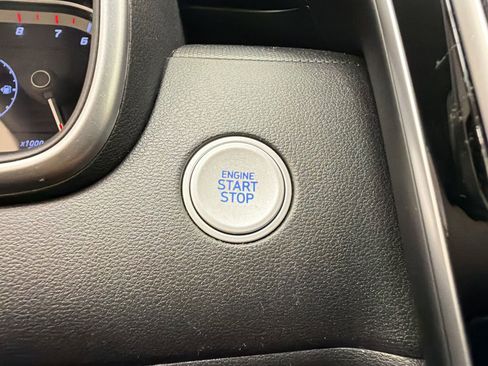 8 7 6
x1000
ENGINE
START
STOP